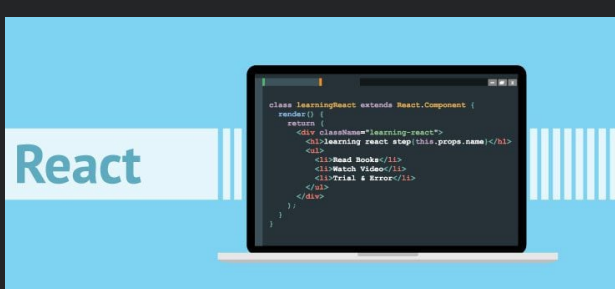 React
class learningReact extends React.Component {
render() {
return (
<div className="learning-react">
<h1>learning react step{this.props.name}</h1>
<ul>
<li>Read Books</li>
<li>Watch Video</li>
<li>Trial & Error</li>
</ul>
</div>
);
}
}